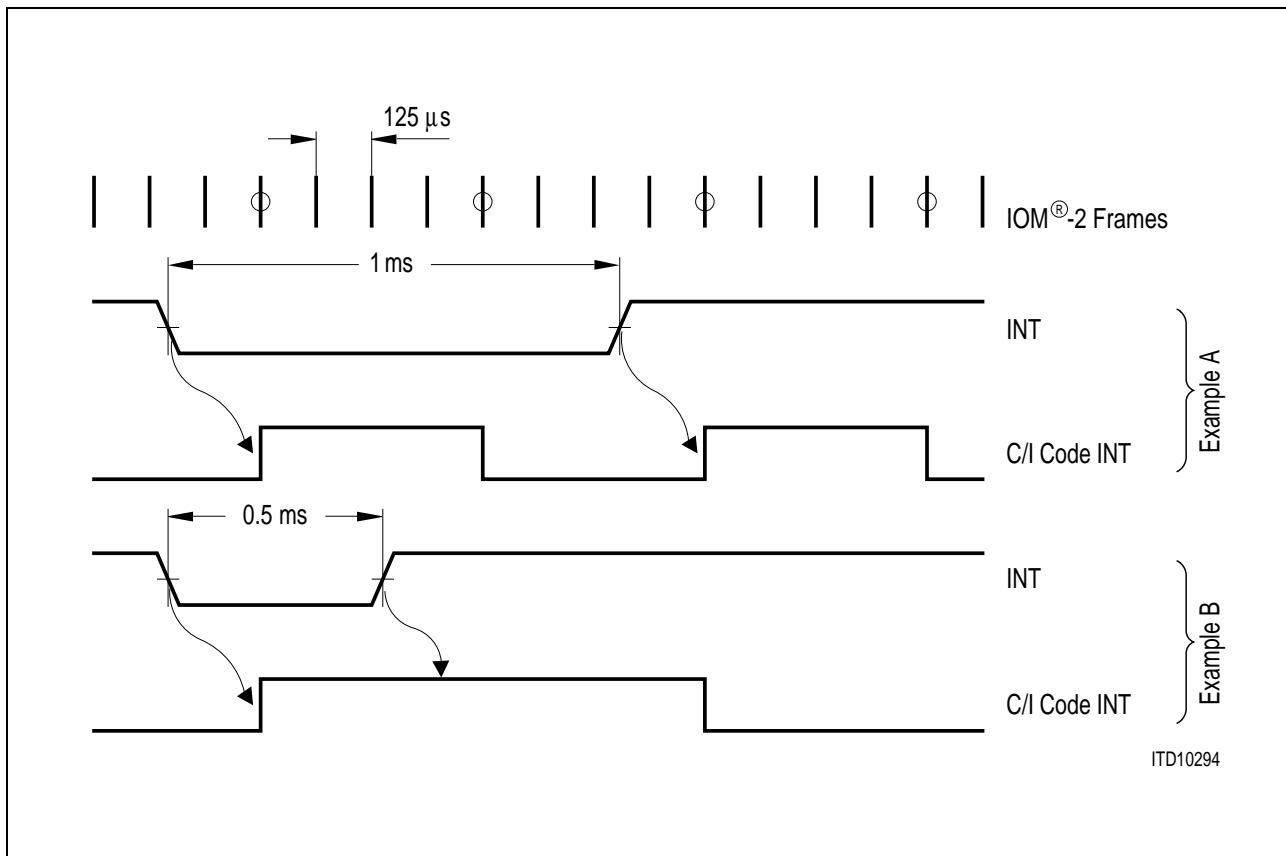 125 µs
IOM®-2 Frames
1 ms
INT
Example A
C/I Code INT
0.5 ms
INT
Example B
C/I Code INT
ITD10294